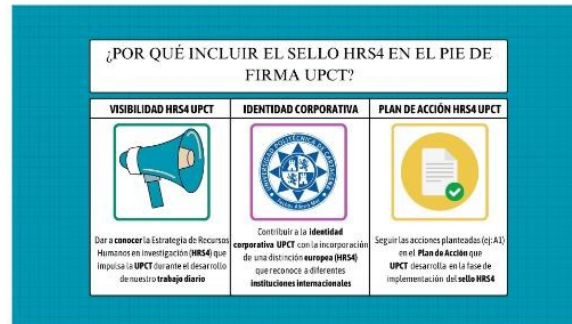 ¿POR QUÉ INCLUIR EL SELLO HRS4 EN EL PIE DE
FIRMA UPCT?
VISIBILIDAD HRS4 UPCT
Dar a conocer la Estrategia de Recursos
Humanos en investigación (HRS4) que
impulsa la UPCT durante el desarrollo
de nuestro trabajo diario
IDENTIDAD CORPORATIVA
UNIVERSIDAD POLITÉCNICA DE CARTAGENA
Contribuir a la identidad
corporativa UPCT con la incorporación
de una distinción europea (HRS4)
que reconoce a diferentes
instituciones internacionales
PLAN DE ACCIÓN HRS4 UPCT
Seguir las acciones planteadas (ej: A1)
en el Plan de Acción que
UPCT desarrolla en la fase de
implementación del sello HRS4